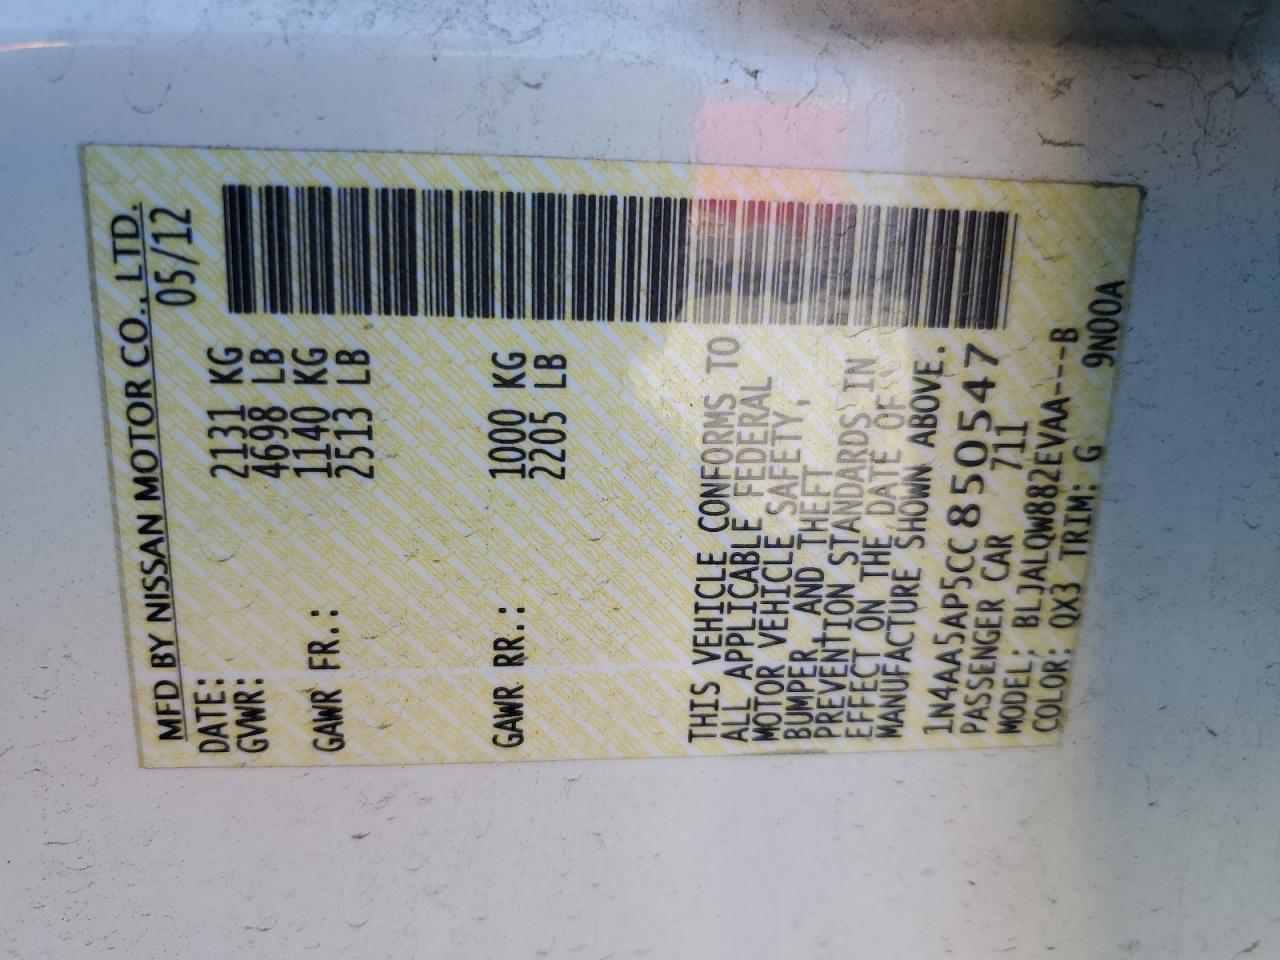 MFD BY NISSAN MOTOR CO., LTD.
DATE: 05/12
GVWR: 2131 KG
4698 LB
GAWR FR.: 1140 KG
2513 LB
GAWR RR.: 1000 KG
2205 LB
THIS VEHICLE CONFORMS TO
ALL APPLICABLE FEDERAL
MOTOR VEHICLE SAFETY,
BUMPER AND THEFT
PREVENTION STANDARDS IN
EFFECT ON THE DATE OF
MANUFACTURE SHOWN ABOVE.
1N4AA5AP5CC850547
PASSENGER CAR 711
MODEL: BLJALQW882EVAA---B
COLOR: QX3 TRIM: G 9N00A